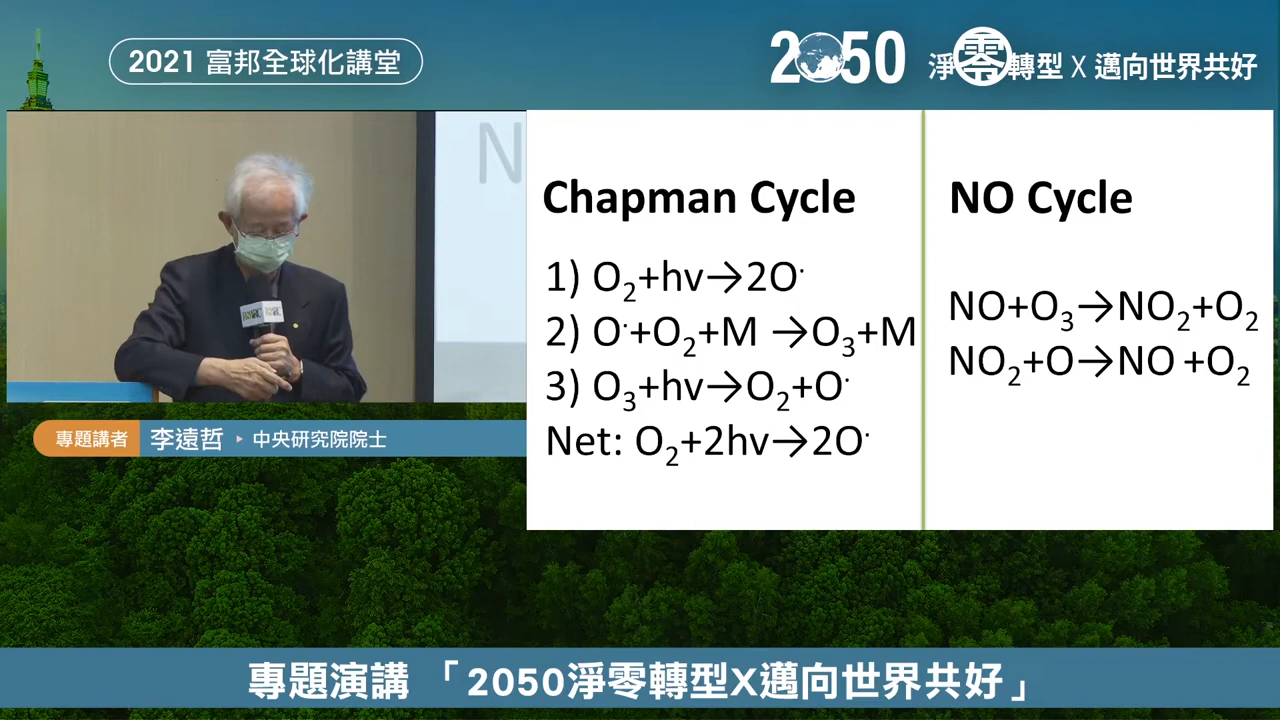 2021 富邦全球化講堂
2050 淨零轉型 X 邁向世界共好
N
Chapman Cycle
1) O₂+hv→2O·
2) O·+O₂+M →O₃+M
3) O₃+hv→O₂+O·
Net: O₂+2hv→2O·
NO Cycle
NO+O₃→NO₂+O₂
NO₂+O→NO +O₂
專題講者 李遠哲 ▸ 中央研究院院士
專題演講 「2050淨零轉型X邁向世界共好」